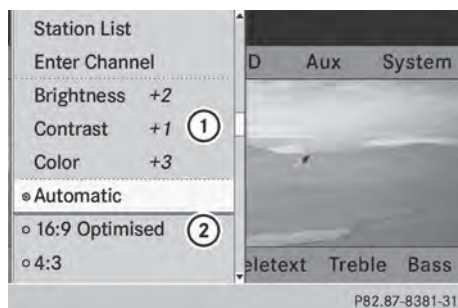 Station List
Enter Channel
Brightness +2
Contrast +1
Color +3
Automatic
16:9 Optimised
4:3
1
2
D Aux System
eletext Treble Bass
P82.87-8381-31